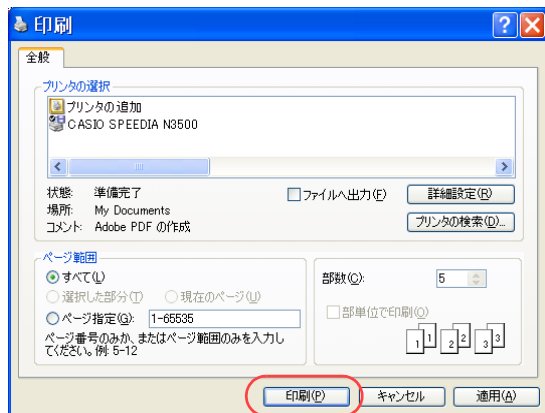 印刷
全般
プリンタの選択
プリンタの追加
CASIO SPEEDIA N3500
状態: 準備完了
ファイルへ出力(F)
詳細設定(R)
場所: My Documents
プリンタの検索(D)...
コメント: Adobe PDF の作成
ページ範囲
すべて(L)
選択した部分(T)
現在のページ(U)
ページ指定(G): 1-65535
ページ番号のみか、またはページ範囲のみを入力し
てください。例: 5-12
部数(C): 5
部単位で印刷(O)
1 1 2 2 3 3
印刷(P)
キャンセル
適用(A)